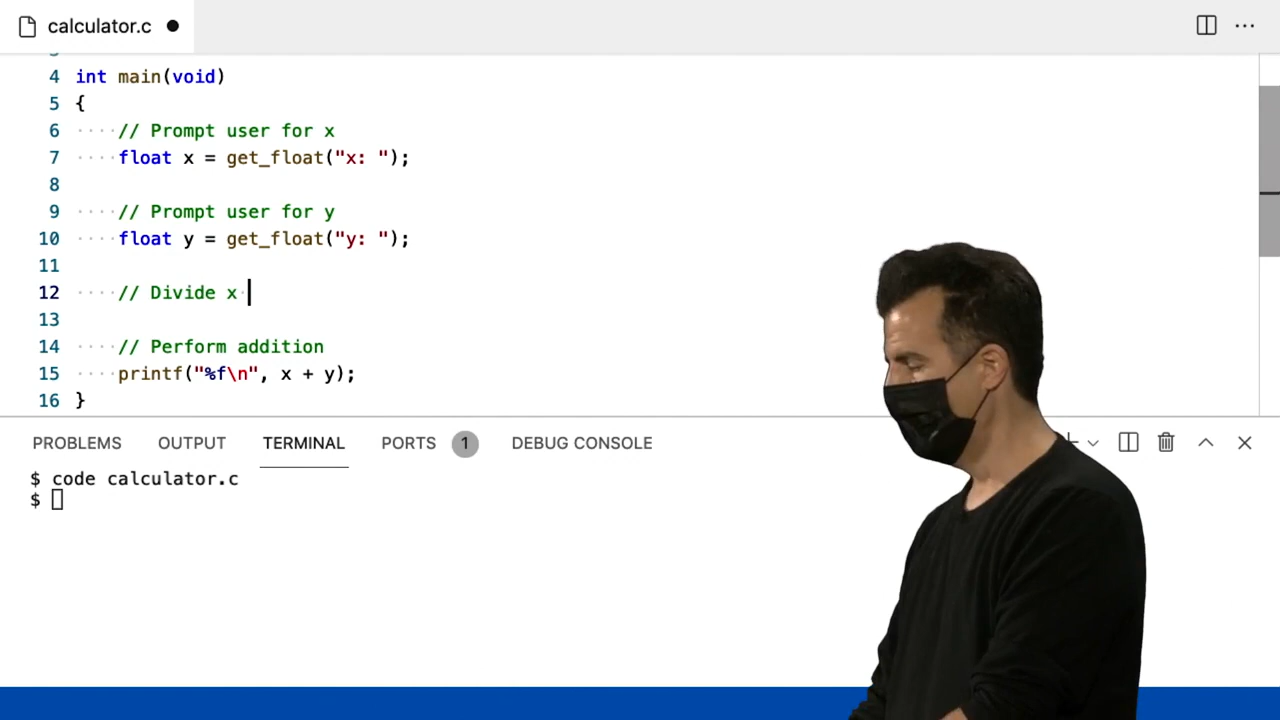 calculator.c
4 int main(void)
5 {
6 // Prompt user for x
7 float x = get_float("x: ");
8
9 // Prompt user for y
10 float y = get_float("y: ");
11
12 // Divide x
13
14 // Perform addition
15 printf("%f\n", x + y);
16 }
PROBLEMS OUTPUT TERMINAL PORTS 1 DEBUG CONSOLE
$ code calculator.c
$